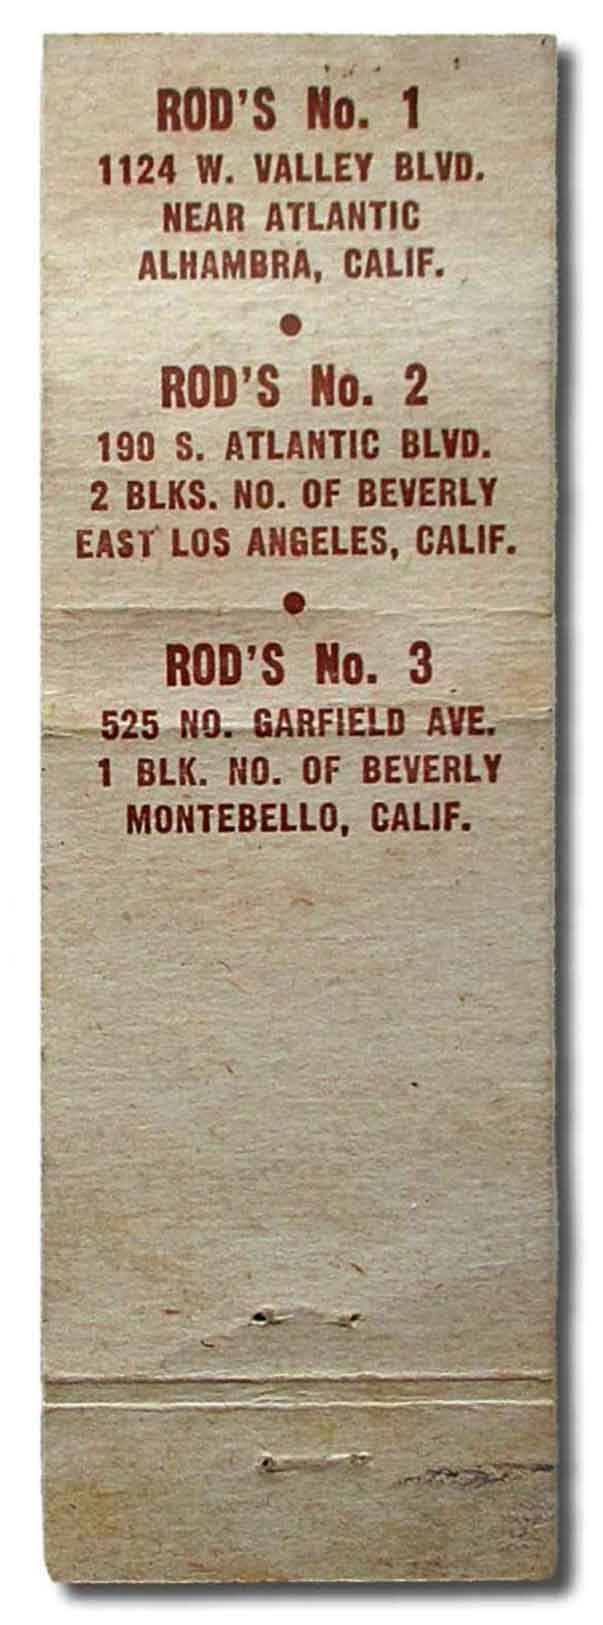 ROD'S No. 1
1124 W. VALLEY BLVD.
NEAR ATLANTIC
ALHAMBRA, CALIF.
ROD'S No. 2
190 S. ATLANTIC BLVD.
2 BLKS. NO. OF BEVERLY
EAST LOS ANGELES, CALIF.
ROD'S No. 3
525 NO. GARFIELD AVE.
1 BLK. NO. OF BEVERLY
MONTEBELLO, CALIF.